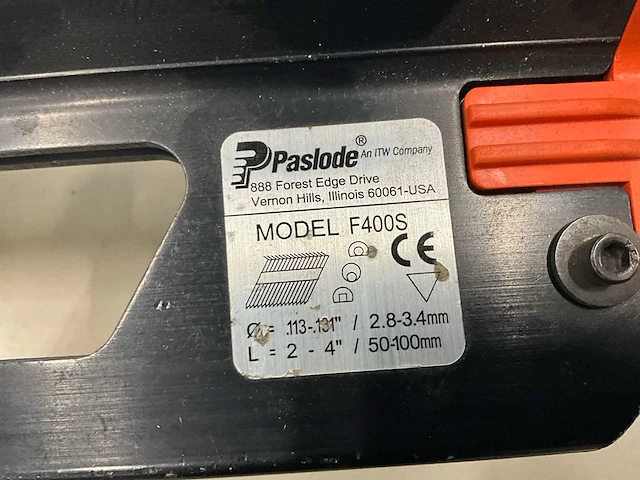 Paslode® An ITW Company
888 Forest Edge Drive
Vernon Hills, Illinois 60061-USA
MODEL F400S
CE
Ø = .113-.131" / 2.8-3.4mm
L = 2 - 4" / 50-100mm